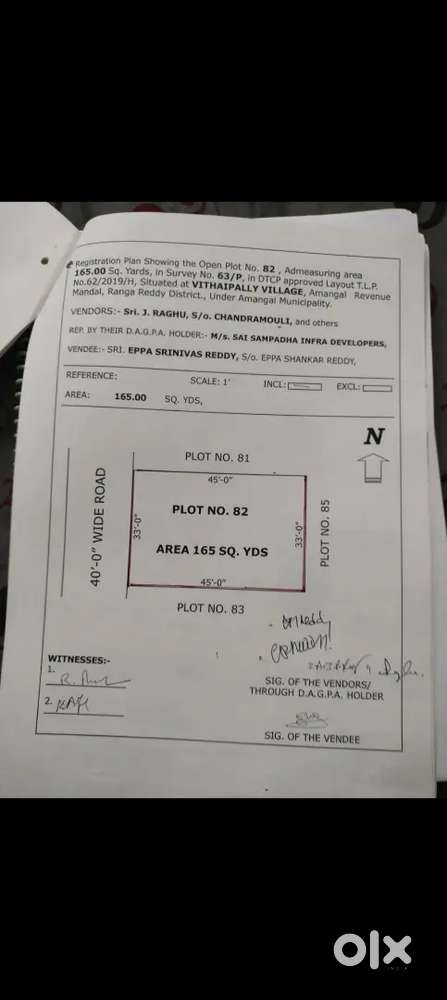 Registration Plan Showing the Open Plot No. 82 , Admeasuring area
165.00 Sq. Yards, in Survey No. 63/P, in DTCP approved Layout T.L.P.
No.62/2019/H, Situated at VITHAIPALLY VILLAGE, Amangal Revenue
Mandal, Ranga Reddy District., Under Amangal Municipality.
VENDORS:- Sri. J. RAGHU, S/o. CHANDRAMOULI, and others
REP. BY THEIR D.A.G.P.A. HOLDER:- M/s. SAI SAMPADHA INFRA DEVELOPERS,
VENDEE:- SRI. EPPA SRINIVAS REDDY, S/o. EPPA SHANKAR REDDY,
REFERENCE: SCALE: 1' INCL: EXCL:
AREA: 165.00 SQ. YDS,
N
PLOT NO. 81
45'-0"
40'-0" WIDE ROAD
33'-0"
PLOT NO. 82
AREA 165 SQ. YDS
33'-0"
PLOT NO. 85
45'-0"
PLOT NO. 83
WITNESSES:-
1.
2.
SIG. OF THE VENDORS/
THROUGH D.A.G.P.A. HOLDER
SIG. OF THE VENDEE
olx
INDIA